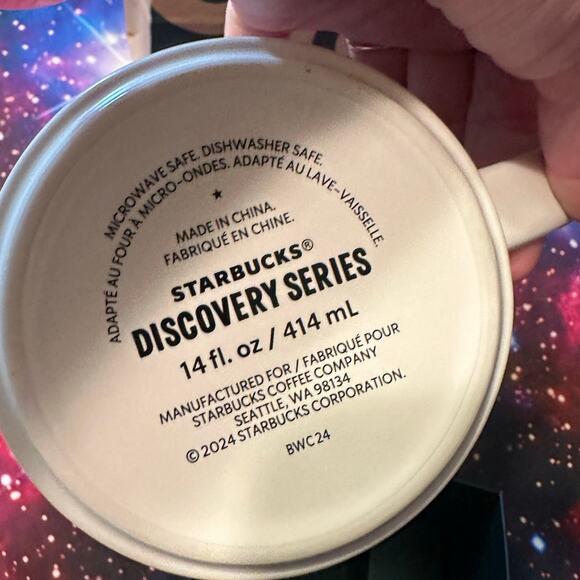 MICROWAVE SAFE. DISHWASHER SAFE.
ADAPTÉ AU FOUR À MICRO-ONDES. ADAPTÉ AU LAVE-VAISSELLE.
MADE IN CHINA.
FABRIQUÉ EN CHINE.
STARBUCKS®
DISCOVERY SERIES
14 fl. oz / 414 mL
MANUFACTURED FOR / FABRIQUÉ POUR
STARBUCKS COFFEE COMPANY
SEATTLE, WA 98134
© 2024 STARBUCKS CORPORATION.
BWC24